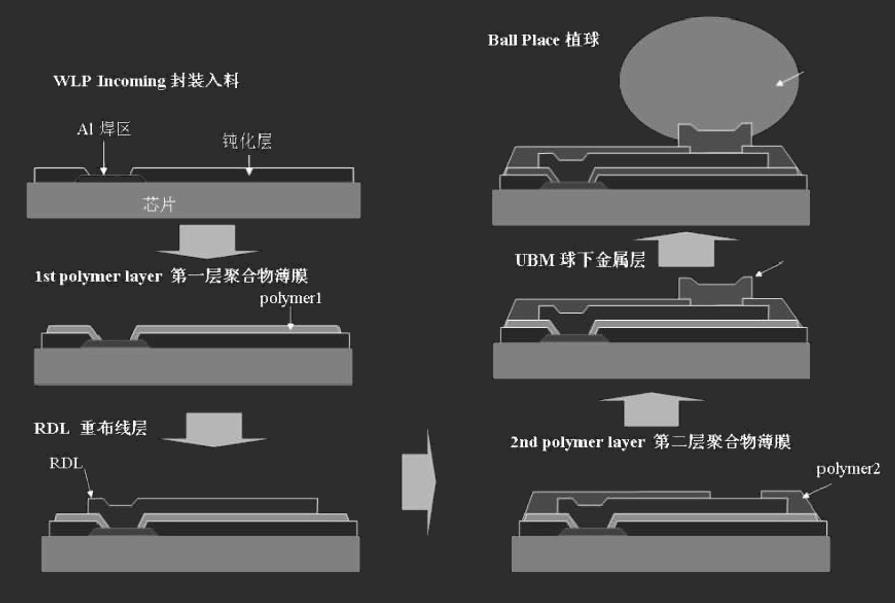 WLP Incoming 封装入料
Al 焊区
钝化层
芯片
1st polymer layer 第一层聚合物薄膜
polymer1
RDL 重布线层
RDL
2nd polymer layer 第二层聚合物薄膜
polymer2
UBM 球下金属层
Ball Place 植球